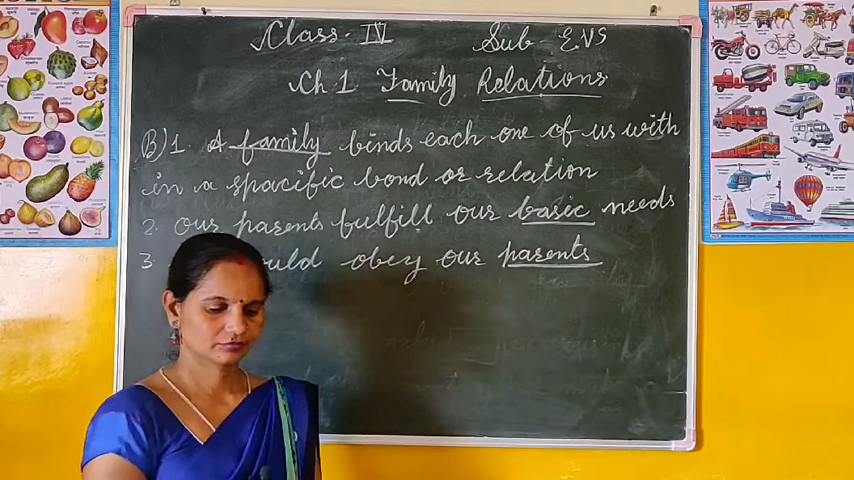 Class - IV Sub - EVS
Ch 1 Family Relations
B) 1. A family binds each one of us with
in a spacific bond or relation
2. our parents fulfill our basic needs
3 ould obey our parents